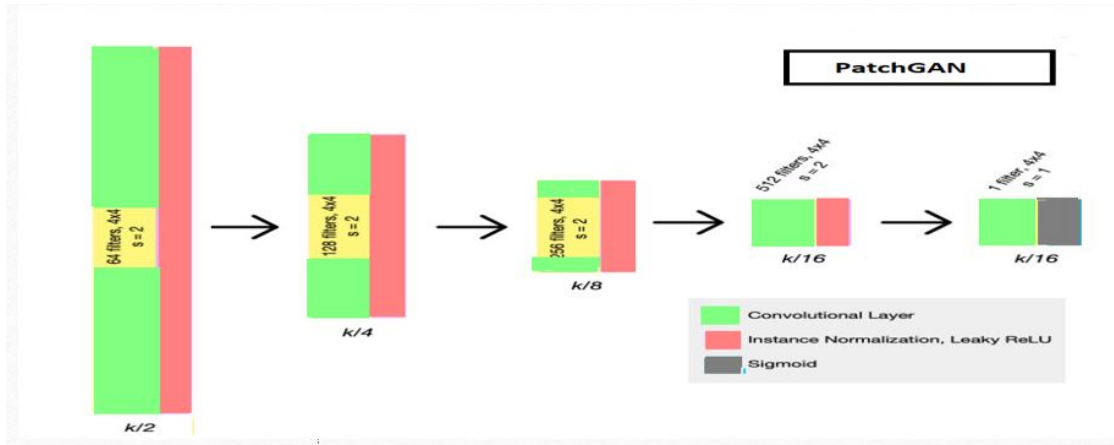 PatchGAN
64 filters, 4x4
s = 2
k/2
128 filters, 4x4
s = 2
k/4
256 filters, 4x4
s = 2
k/8
512 filters, 4x4
s = 2
k/16
1 filter, 4x4
s = 1
k/16
Convolutional Layer
Instance Normalization, Leaky ReLU
Sigmoid